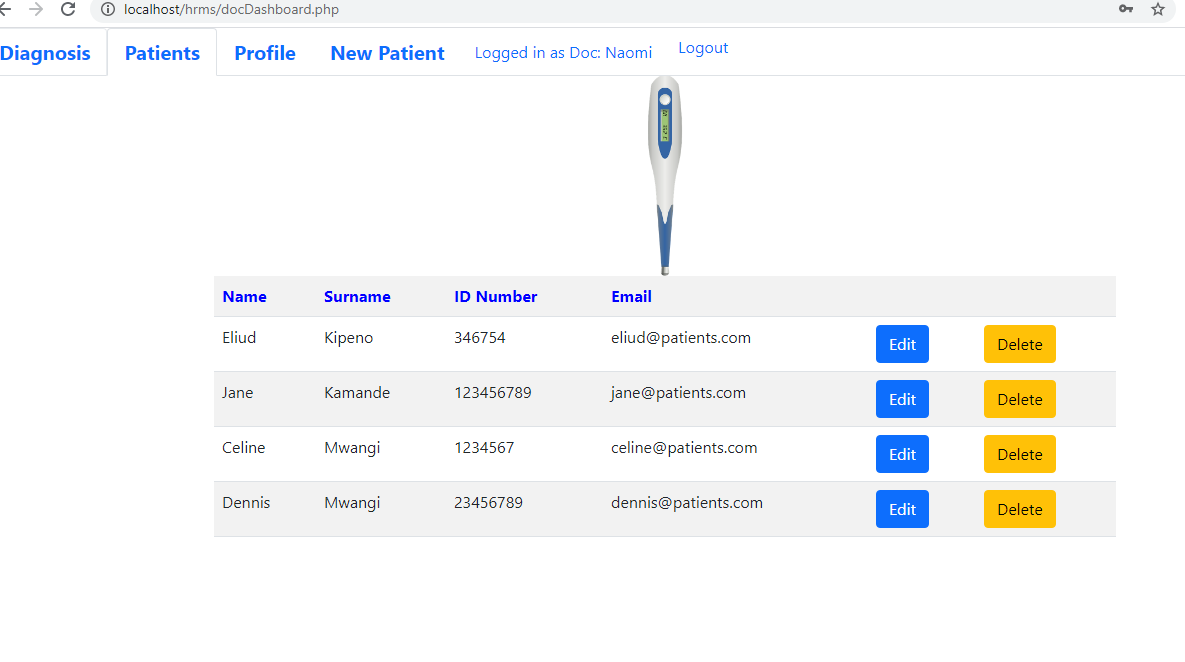 localhost/hrms/docDashboard.php
Diagnosis Patients Profile New Patient Logged in as Doc: Naomi Logout
Name Surname ID Number Email
Eliud Kipeno 346754 eliud@patients.com Edit Delete
Jane Kamande 123456789 jane@patients.com Edit Delete
Celine Mwangi 1234567 celine@patients.com Edit Delete
Dennis Mwangi 23456789 dennis@patients.com Edit Delete